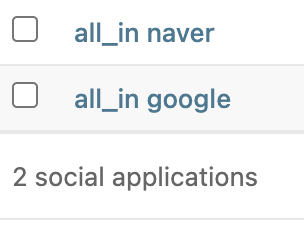 all_in naver
all_in google
2 social applications